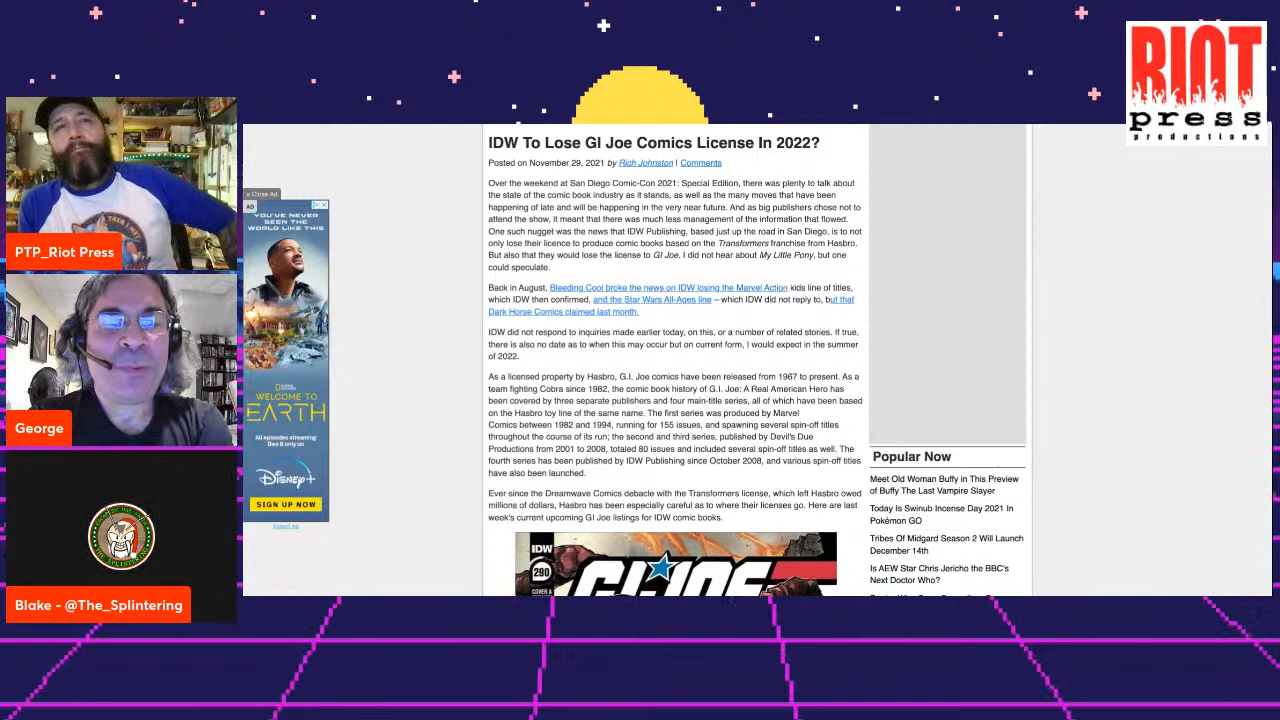 RIOT
press
productions
PTP_Riot Press
George
Blake - @The_Splintering
× Close Ad
AD
YOU'VE NEVER
SEEN THE
WORLD LIKE THIS
NATIONAL GEOGRAPHIC
WELCOME TO
EARTH
All episodes streaming
Dec 8 only on
Disney+
SIGN UP NOW
Report Ad
IDW To Lose GI Joe Comics License In 2022?
Posted on November 29, 2021 by Rich Johnston | Comments
Over the weekend at San Diego Comic-Con 2021: Special Edition, there was plenty to talk about
the state of the comic book industry as it stands, as well as the many moves that have been
happening of late and will be happening in the very near future. And as big publishers chose not to
attend the show, it meant that there was much less management of the information that flowed.
One such nugget was the news that IDW Publishing, based just up the road in San Diego, is to not
only lose their licence to produce comic books based on the Transformers franchise from Hasbro.
But also that they would lose the license to GI Joe. I did not hear about My Little Pony, but one
could speculate.
Back in August, Bleeding Cool broke the news on IDW losing the Marvel Action kids line of titles,
which IDW then confirmed, and the Star Wars All-Ages line – which IDW did not reply to, but that
Dark Horse Comics claimed last month.
IDW did not respond to inquiries made earlier today, on this, or a number of related stories. If true,
there is also no date as to when this may occur but on current form, I would expect in the summer
of 2022.
As a licensed property by Hasbro, G.I. Joe comics have been released from 1967 to present. As a
team fighting Cobra since 1982, the comic book history of G.I. Joe: A Real American Hero has
been covered by three separate publishers and four main-title series, all of which have been based
on the Hasbro toy line of the same name. The first series was produced by Marvel
Comics between 1982 and 1994, running for 155 issues, and spawning several spin-off titles
throughout the course of its run; the second and third series, published by Devil's Due
Productions from 2001 to 2008, totaled 80 issues and included several spin-off titles as well. The
fourth series has been published by IDW Publishing since October 2008, and various spin-off titles
have also been launched.
Ever since the Dreamwave Comics debacle with the Transformers license, which left Hasbro owed
millions of dollars, Hasbro has been especially careful as to where their licenses go. Here are last
week's current upcoming GI Joe listings for IDW comic books.
IDW
290
COVER A
GI JOE
Popular Now
Meet Old Woman Buffy in This Preview
of Buffy The Last Vampire Slayer
Today Is Swinub Incense Day 2021 In
Pokémon GO
Tribes Of Midgard Season 2 Will Launch
December 14th
Is AEW Star Chris Jericho the BBC's
Next Doctor Who?